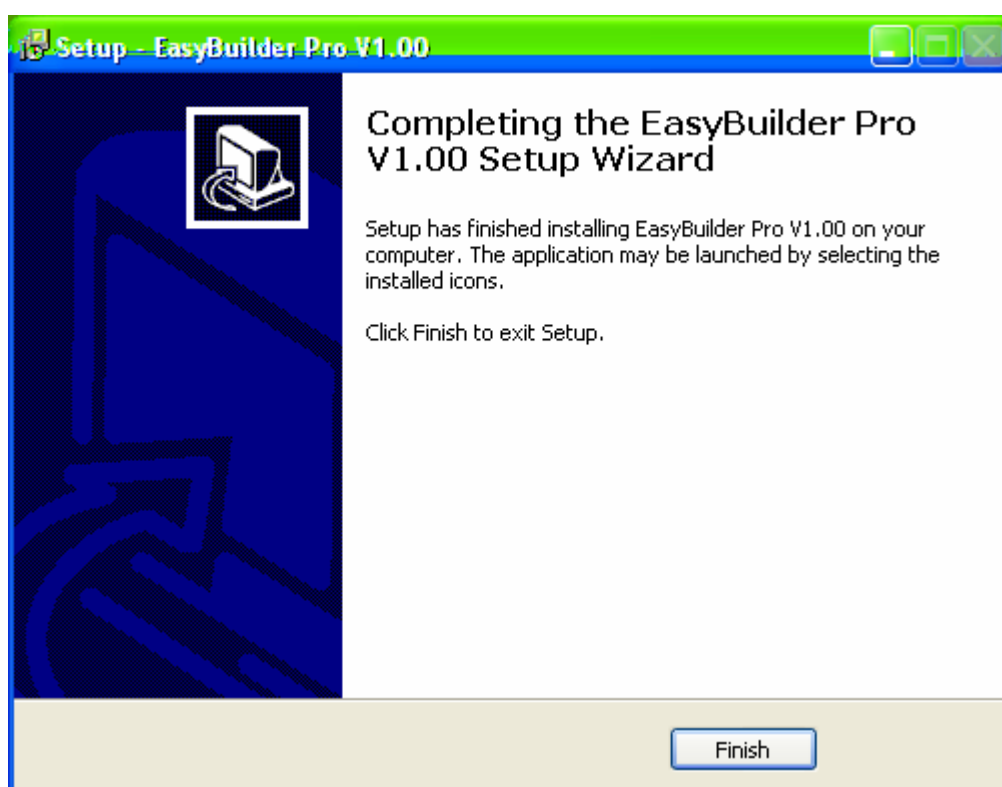 Setup - EasyBuilder Pro V1.00
Completing the EasyBuilder Pro
V1.00 Setup Wizard
Setup has finished installing EasyBuilder Pro V1.00 on your
computer. The application may be launched by selecting the
installed icons.
Click Finish to exit Setup.
Finish